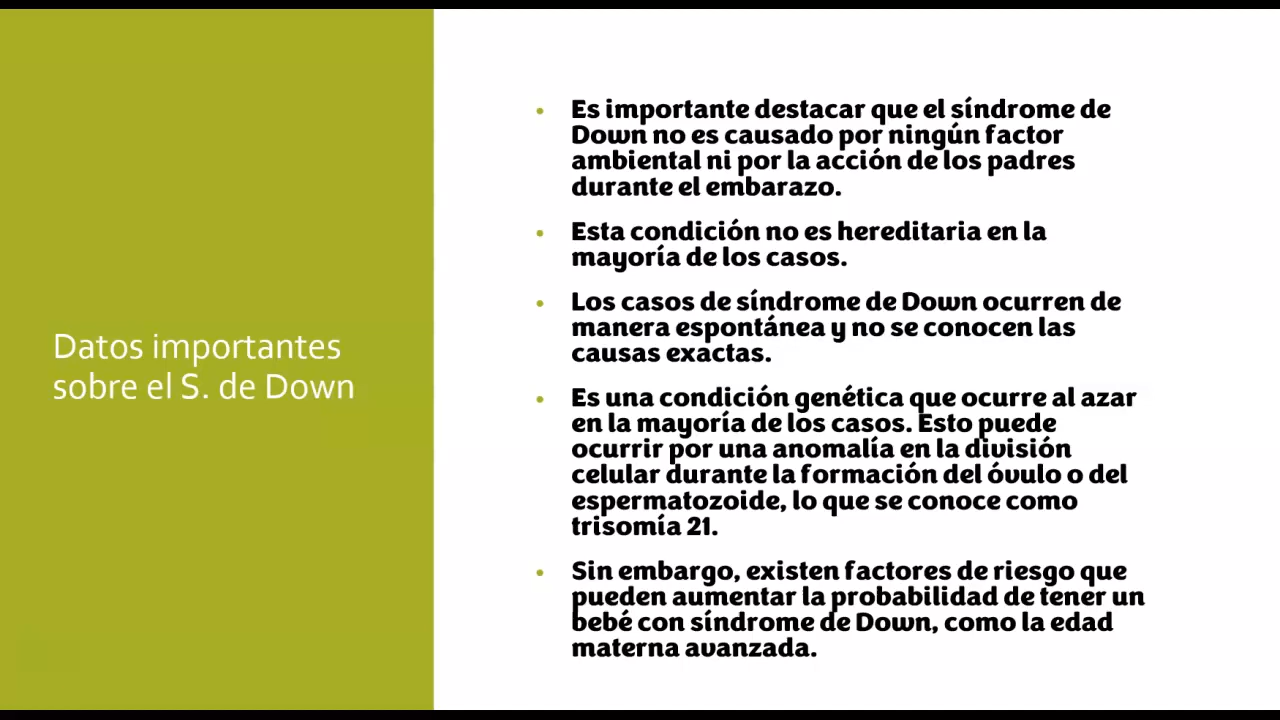 Datos importantes
sobre el S. de Down
• Es importante destacar que el síndrome de
Down no es causado por ningún factor
ambiental ni por la acción de los padres
durante el embarazo.
• Esta condición no es hereditaria en la
mayoría de los casos.
• Los casos de síndrome de Down ocurren de
manera espontánea y no se conocen las
causas exactas.
• Es una condición genética que ocurre al azar
en la mayoría de los casos. Esto puede
ocurrir por una anomalía en la división
celular durante la formación del óvulo o del
espermatozoide, lo que se conoce como
trisomía 21.
• Sin embargo, existen factores de riesgo que
pueden aumentar la probabilidad de tener un
bebé con síndrome de Down, como la edad
materna avanzada.